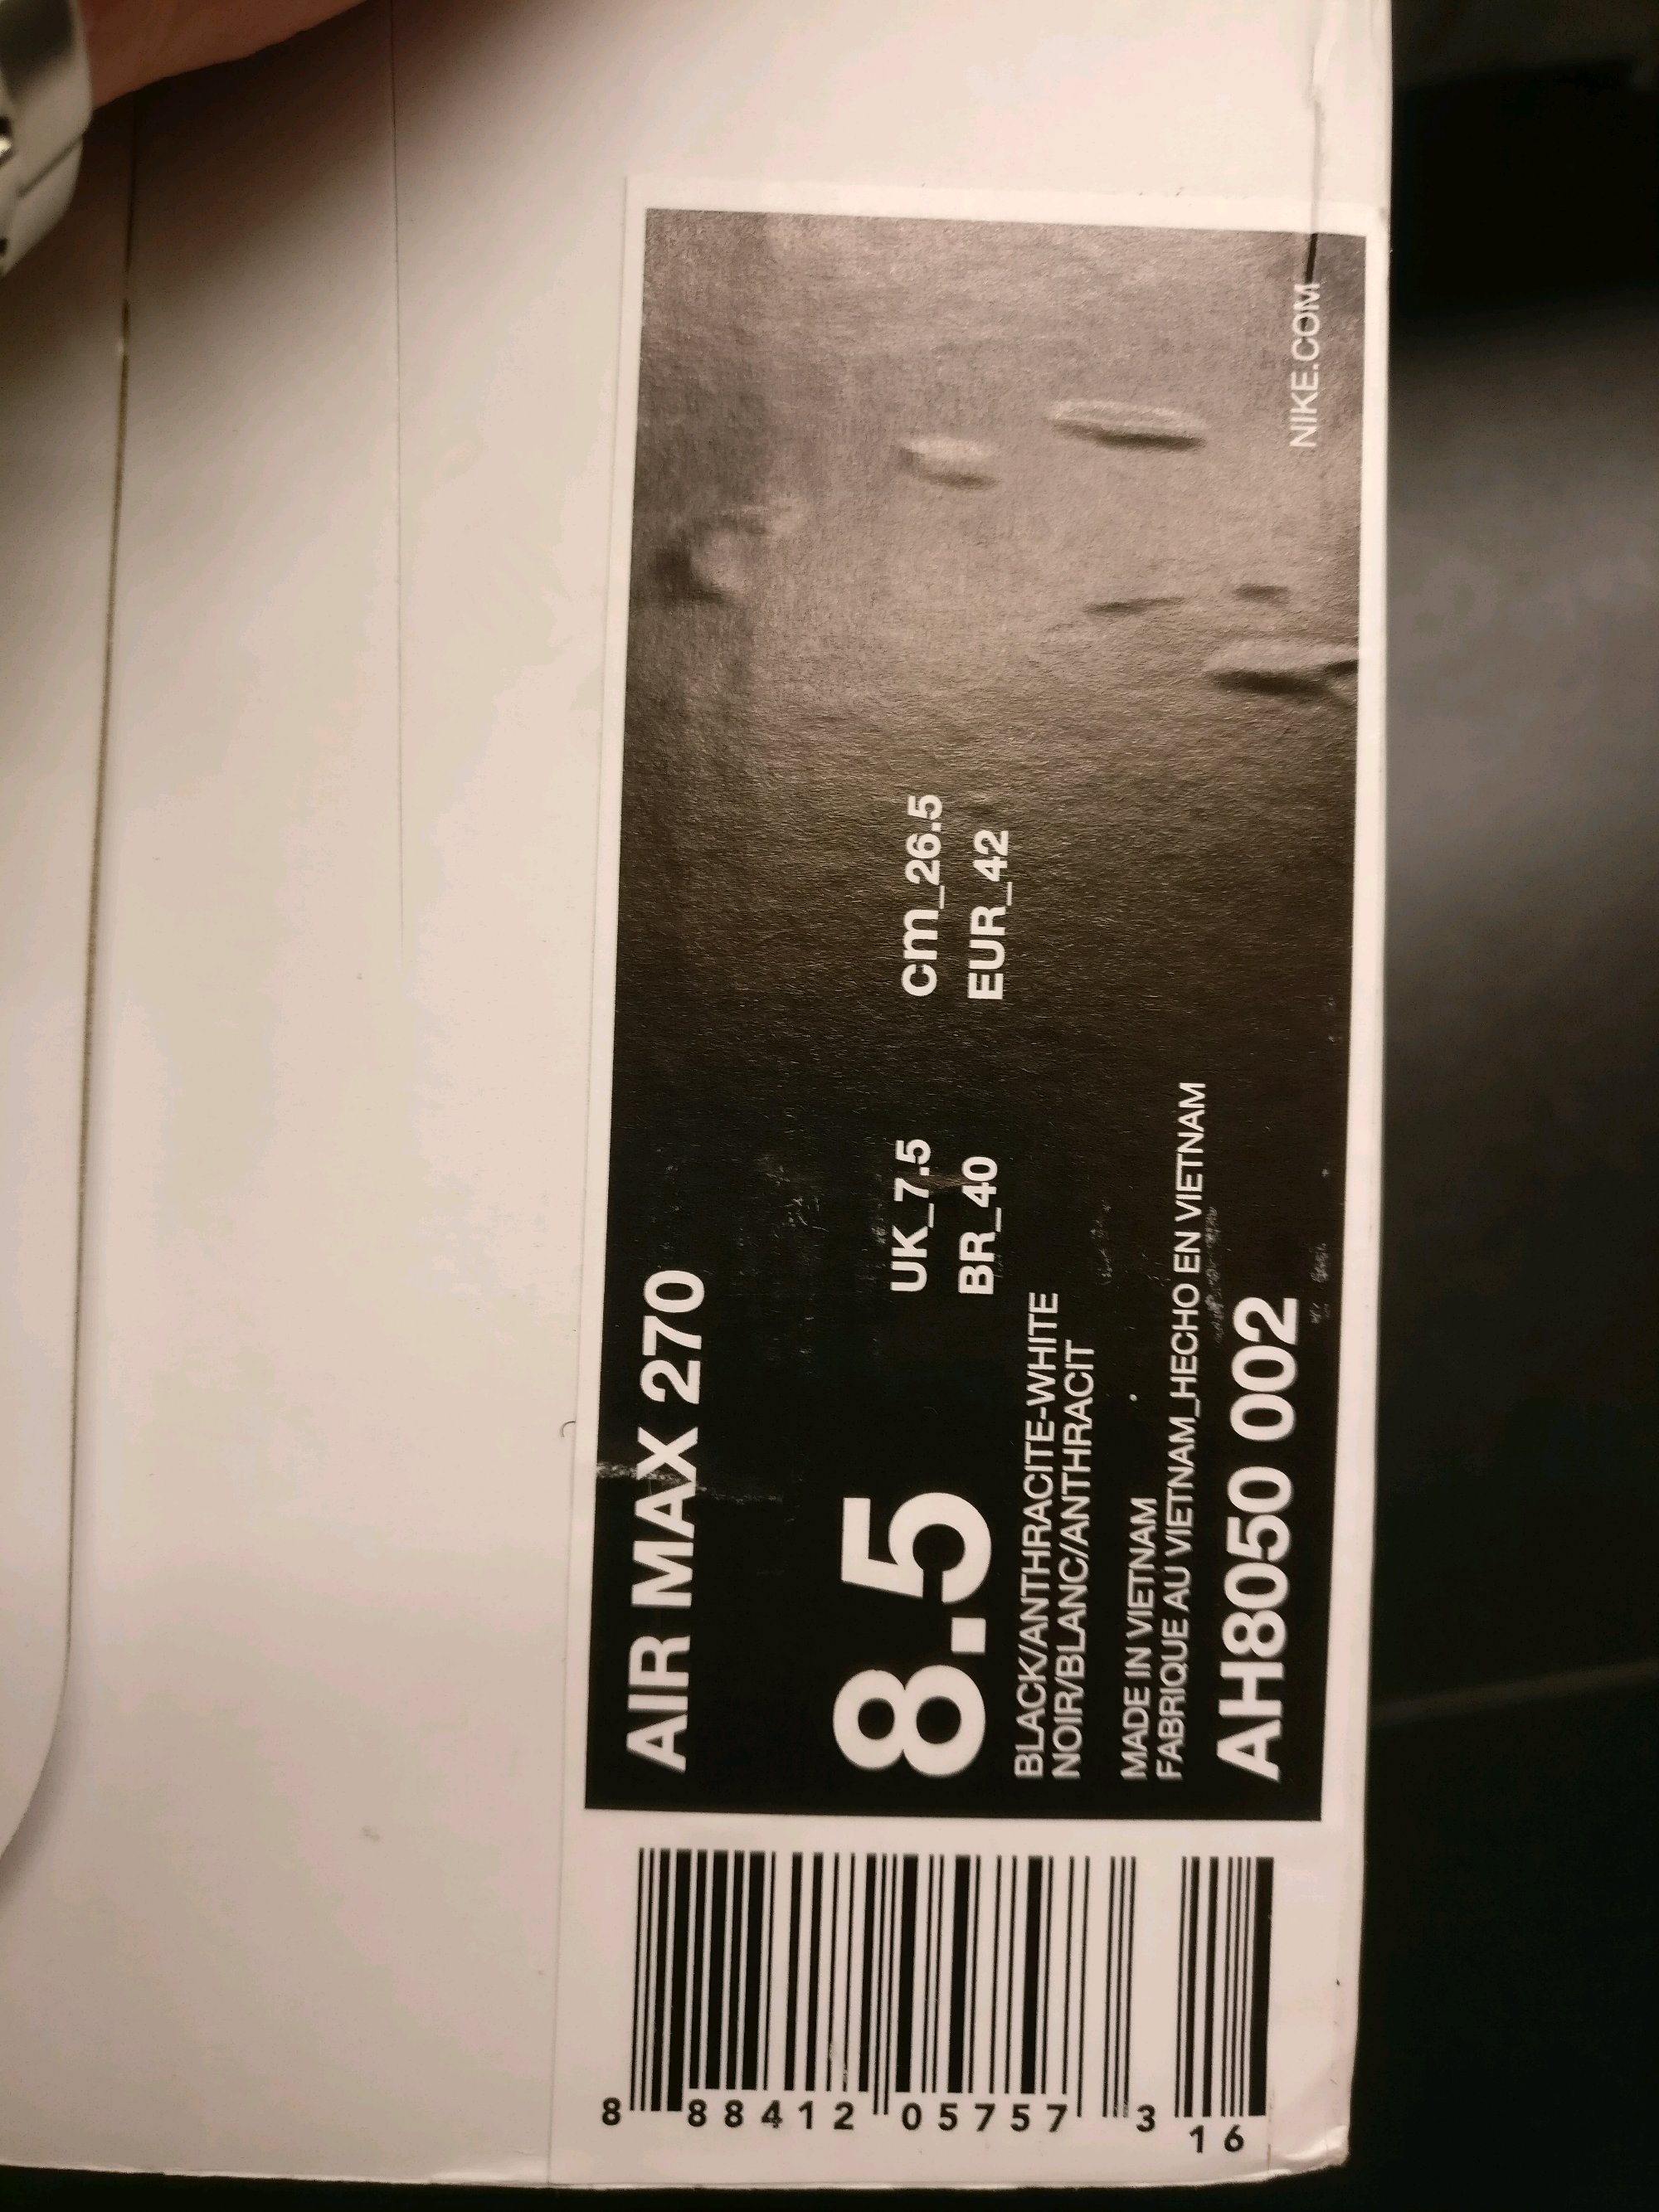 AIR MAX 270
8.5
UK_7.5 cm_26.5
BR_40 EUR_42
BLACK/ANTHRACITE-WHITE
NOIR/BLANC/ANTHRACIT
MADE IN VIETNAM
FABRIQUE AU VIETNAM_HECHO EN VIETNAM
AH8050 002
NIKE.COM
8 88412 05757 3
16